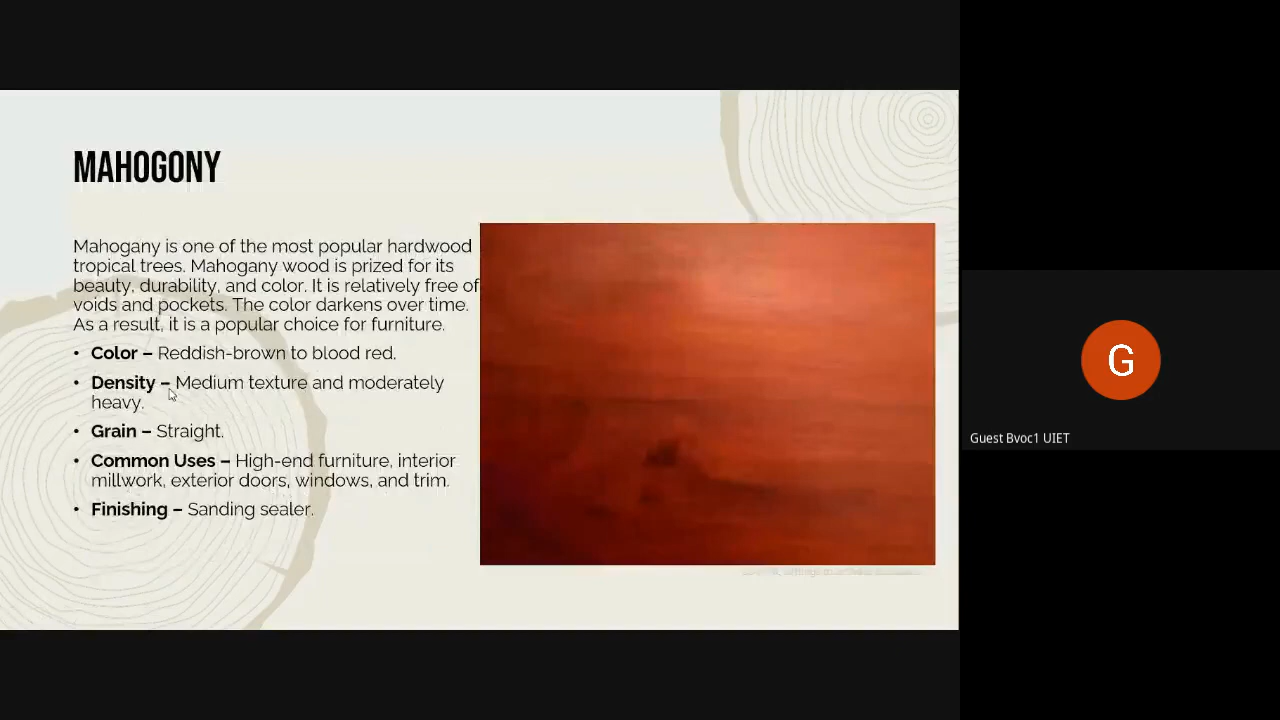 MAHOGONY
Mahogany is one of the most popular hardwood
tropical trees. Mahogany wood is prized for its
beauty, durability, and color. It is relatively free of
voids and pockets. The color darkens over time.
As a result, it is a popular choice for furniture.
• Color – Reddish-brown to blood red.
• Density – Medium texture and moderately
heavy.
• Grain – Straight.
• Common Uses – High-end furniture, interior
millwork, exterior doors, windows, and trim.
• Finishing – Sanding sealer.
G
Guest Bvoc1 UIET